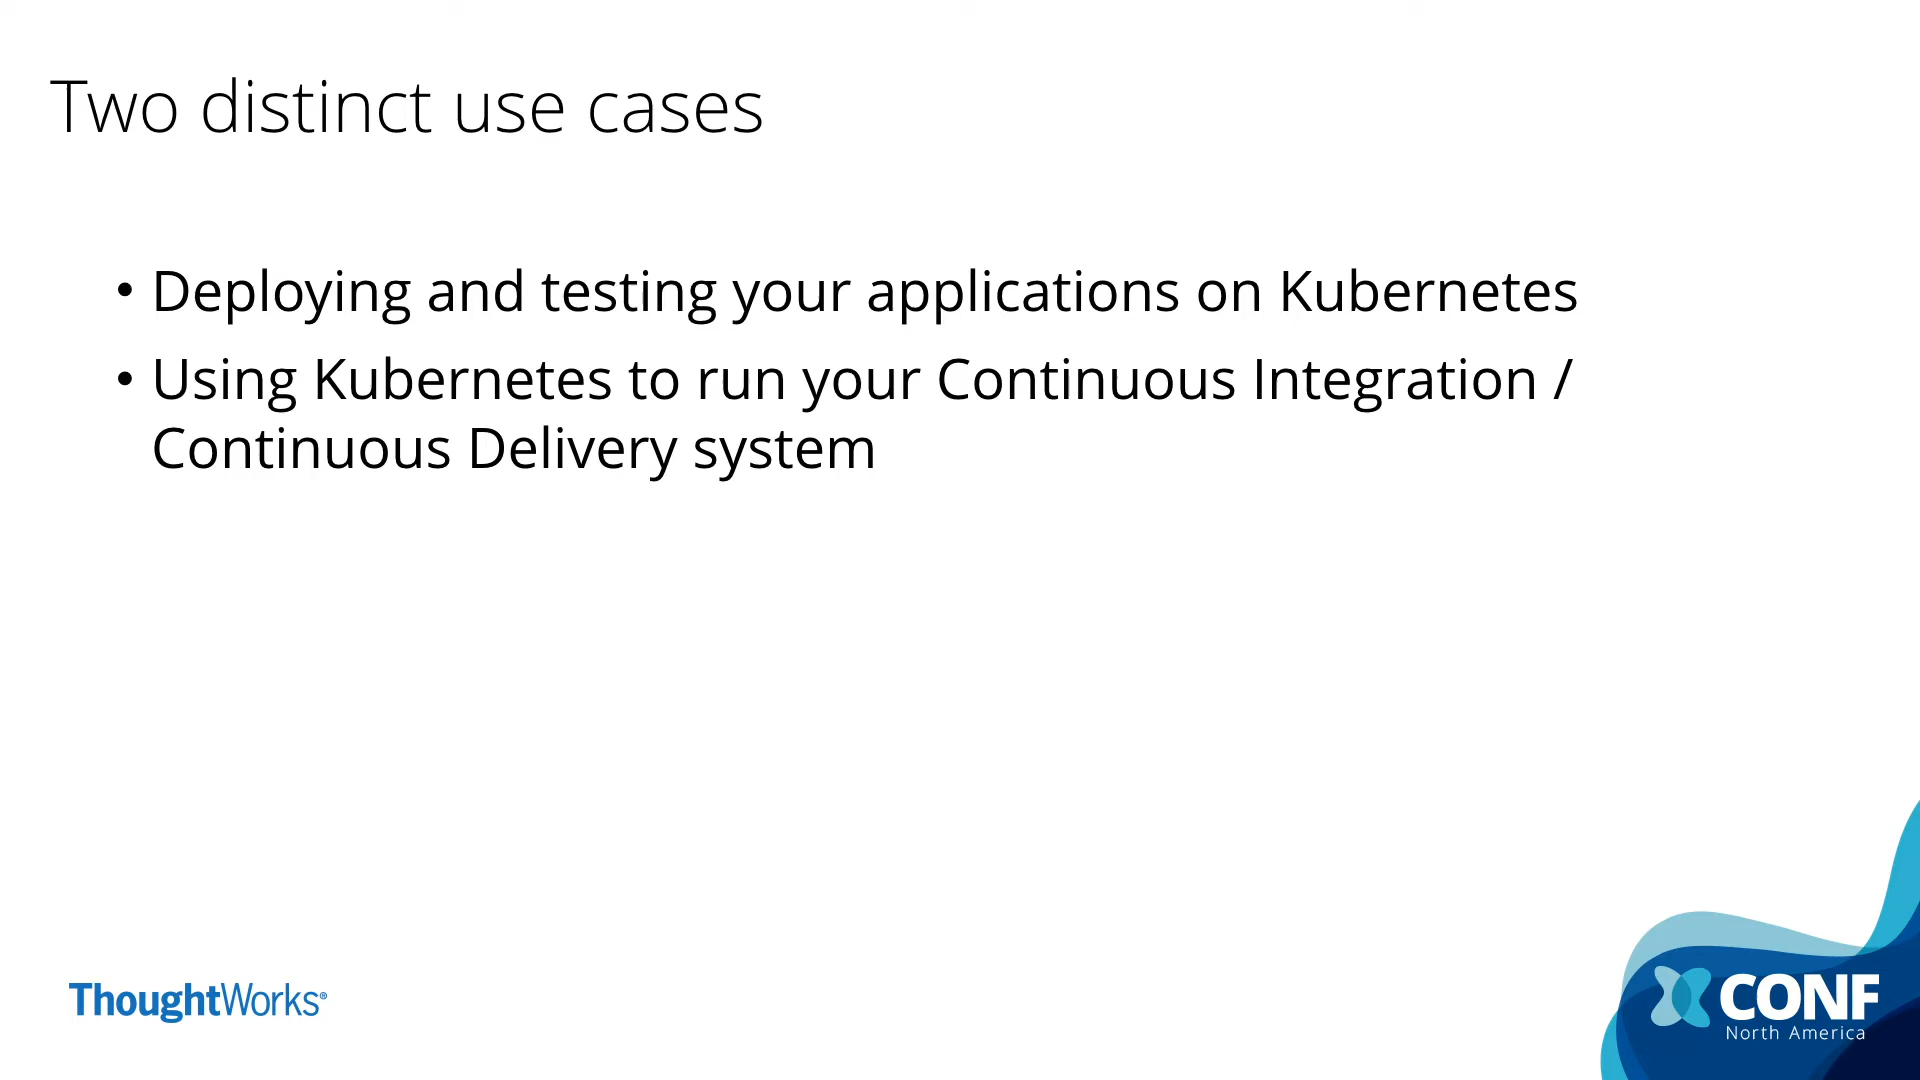 Two distinct use cases
• Deploying and testing your applications on Kubernetes
• Using Kubernetes to run your Continuous Integration /
Continuous Delivery system
ThoughtWorks®
XCONF
North America